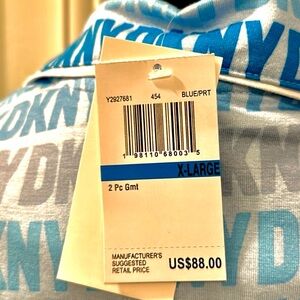 DKNY DKNY
Y2927681 454 BLUE/PRT
1 98110 68003 5
X-LARGE
2 Pc Gmt
MANUFACTURER'S
SUGGESTED
RETAIL PRICE US$88.00